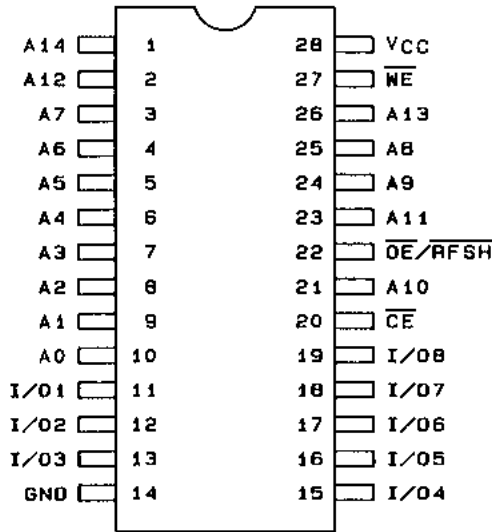 A14 1 28 VCC
A12 2 27 WE
A7 3 26 A13
A6 4 25 A8
A5 5 24 A9
A4 6 23 A11
A3 7 22 OE/RFSH
A2 8 21 A10
A1 9 20 CE
A0 10 19 I/O8
I/O1 11 18 I/O7
I/O2 12 17 I/O6
I/O3 13 16 I/O5
GND 14 15 I/O4